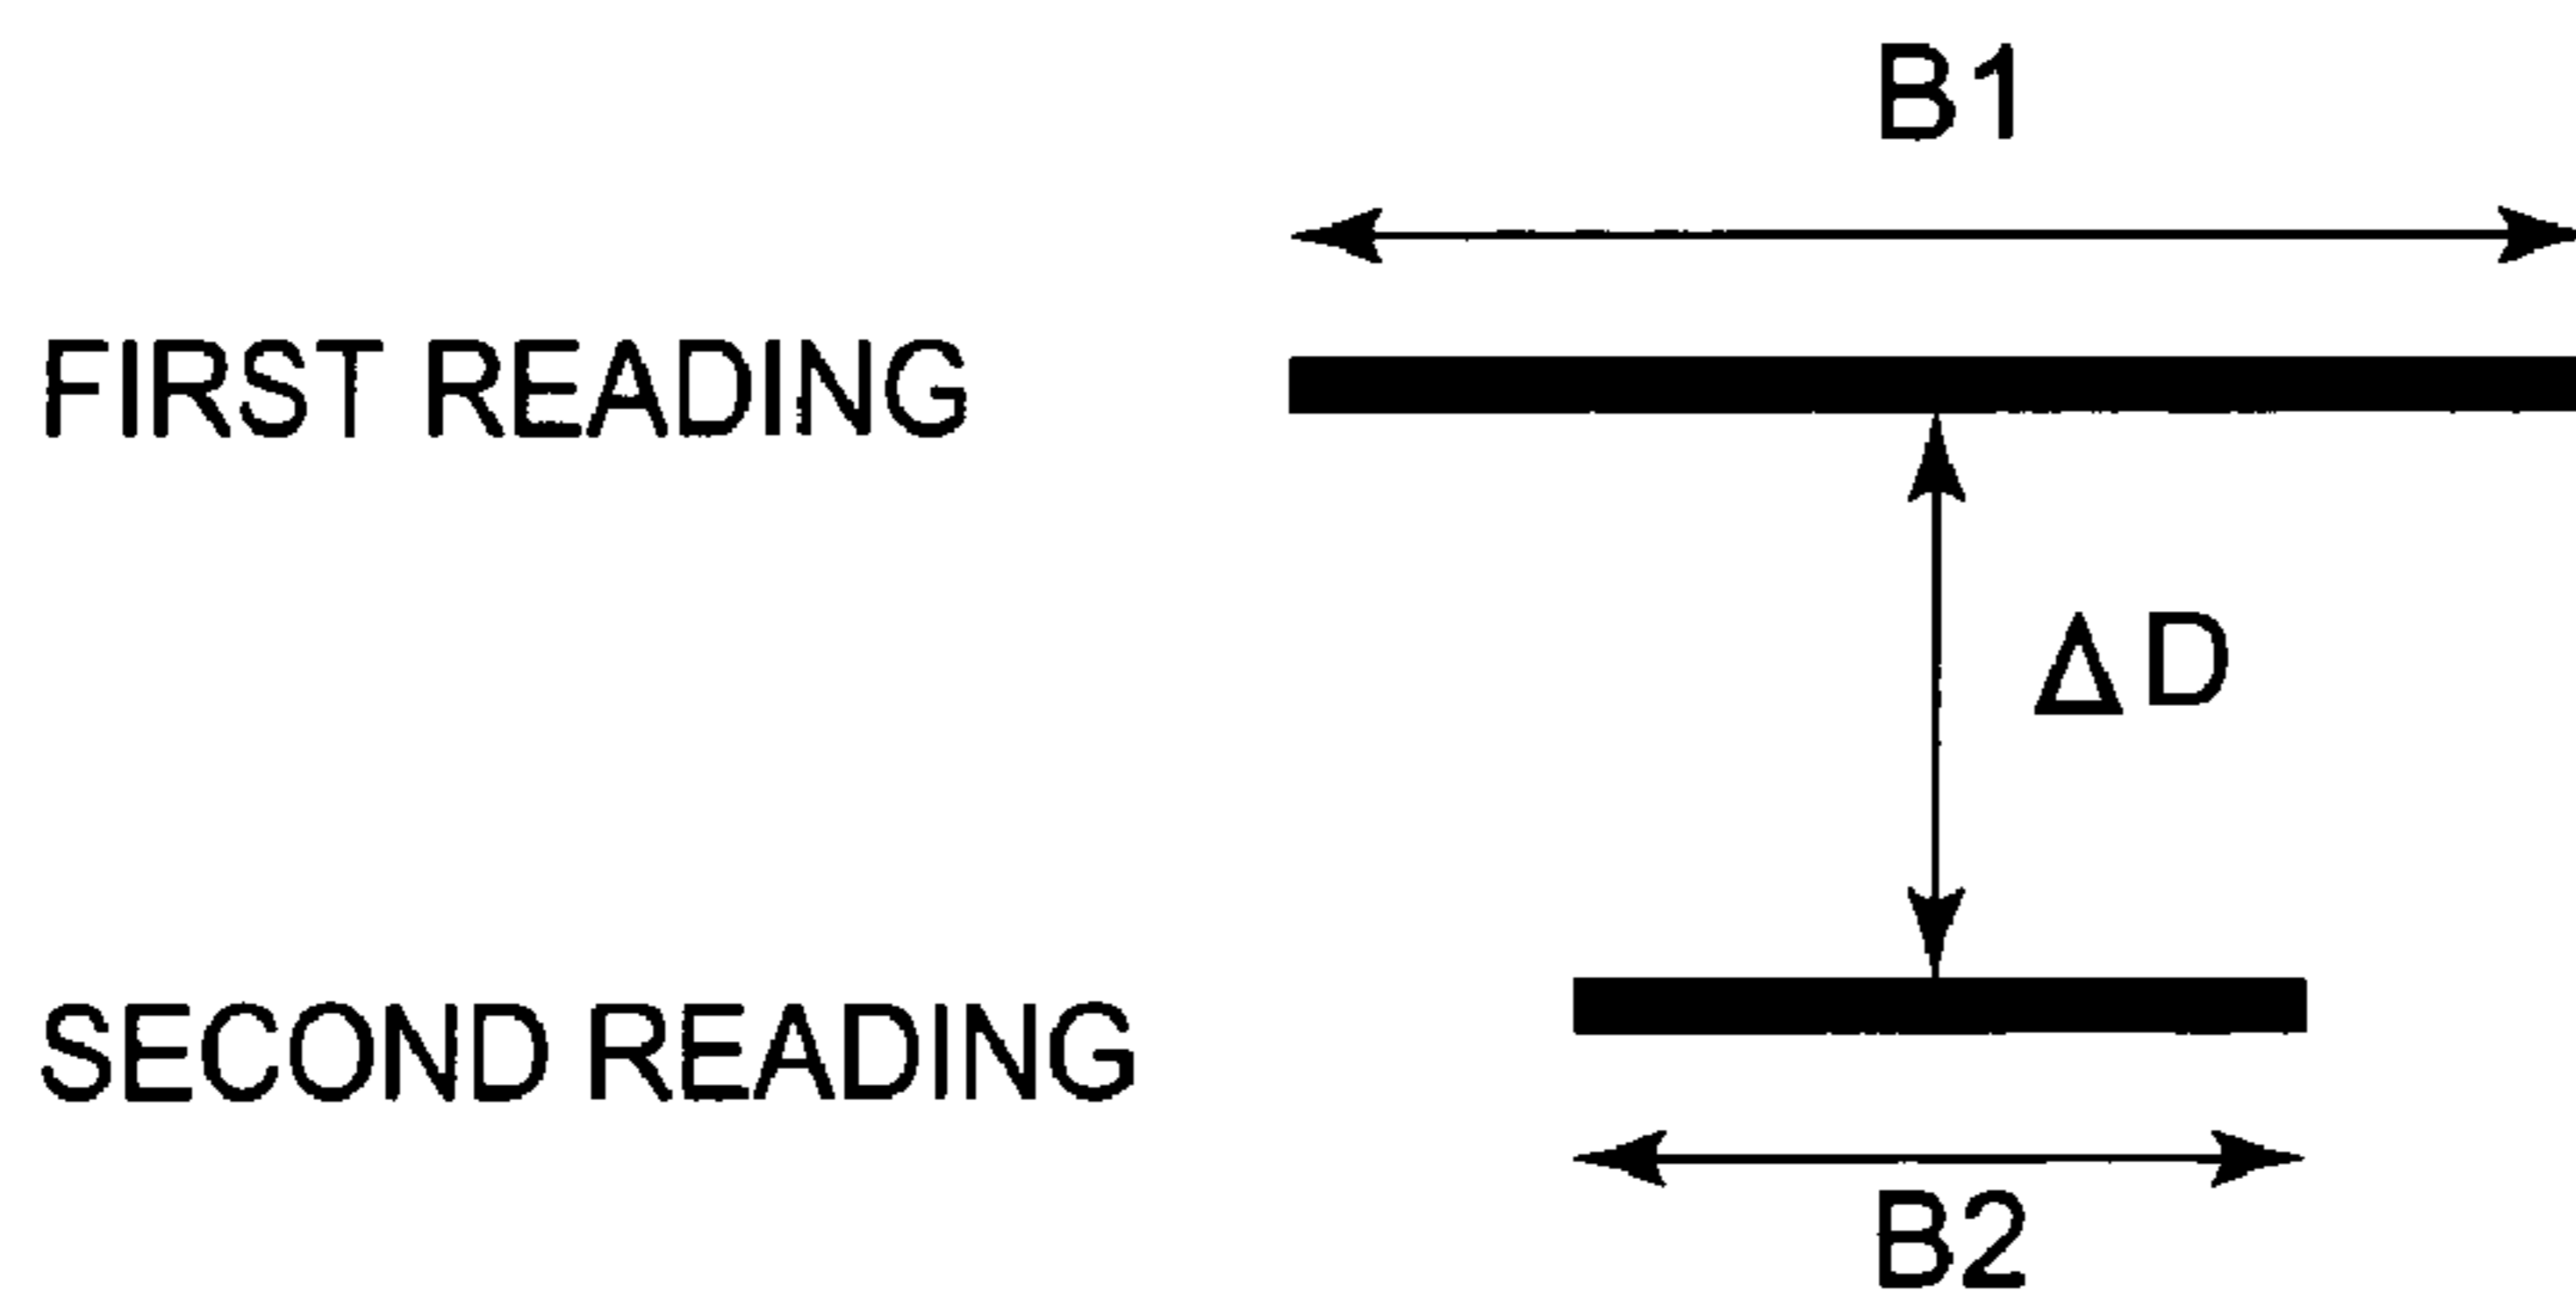 B1
FIRST READING
ΔD
SECOND READING
B2